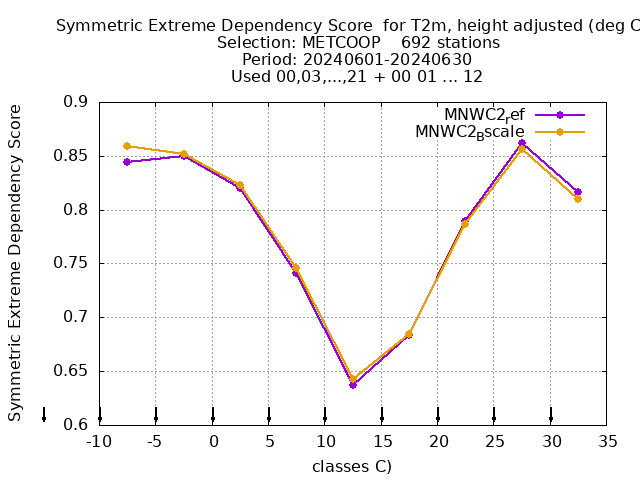 Symmetric Extreme Dependency Score  for T2m, height adjusted (deg C
Selection: METCOOP    692 stations
Period: 20240601-20240630
Used 00,03,...,21 + 00 01 ... 12
MNWC2ref
MNWC2Bscale
Symmetric Extreme Dependency Score
0.9
0.85
0.8
0.75
0.7
0.65
0.6
-10 -5 0 5 10 15 20 25 30 35
classes C)